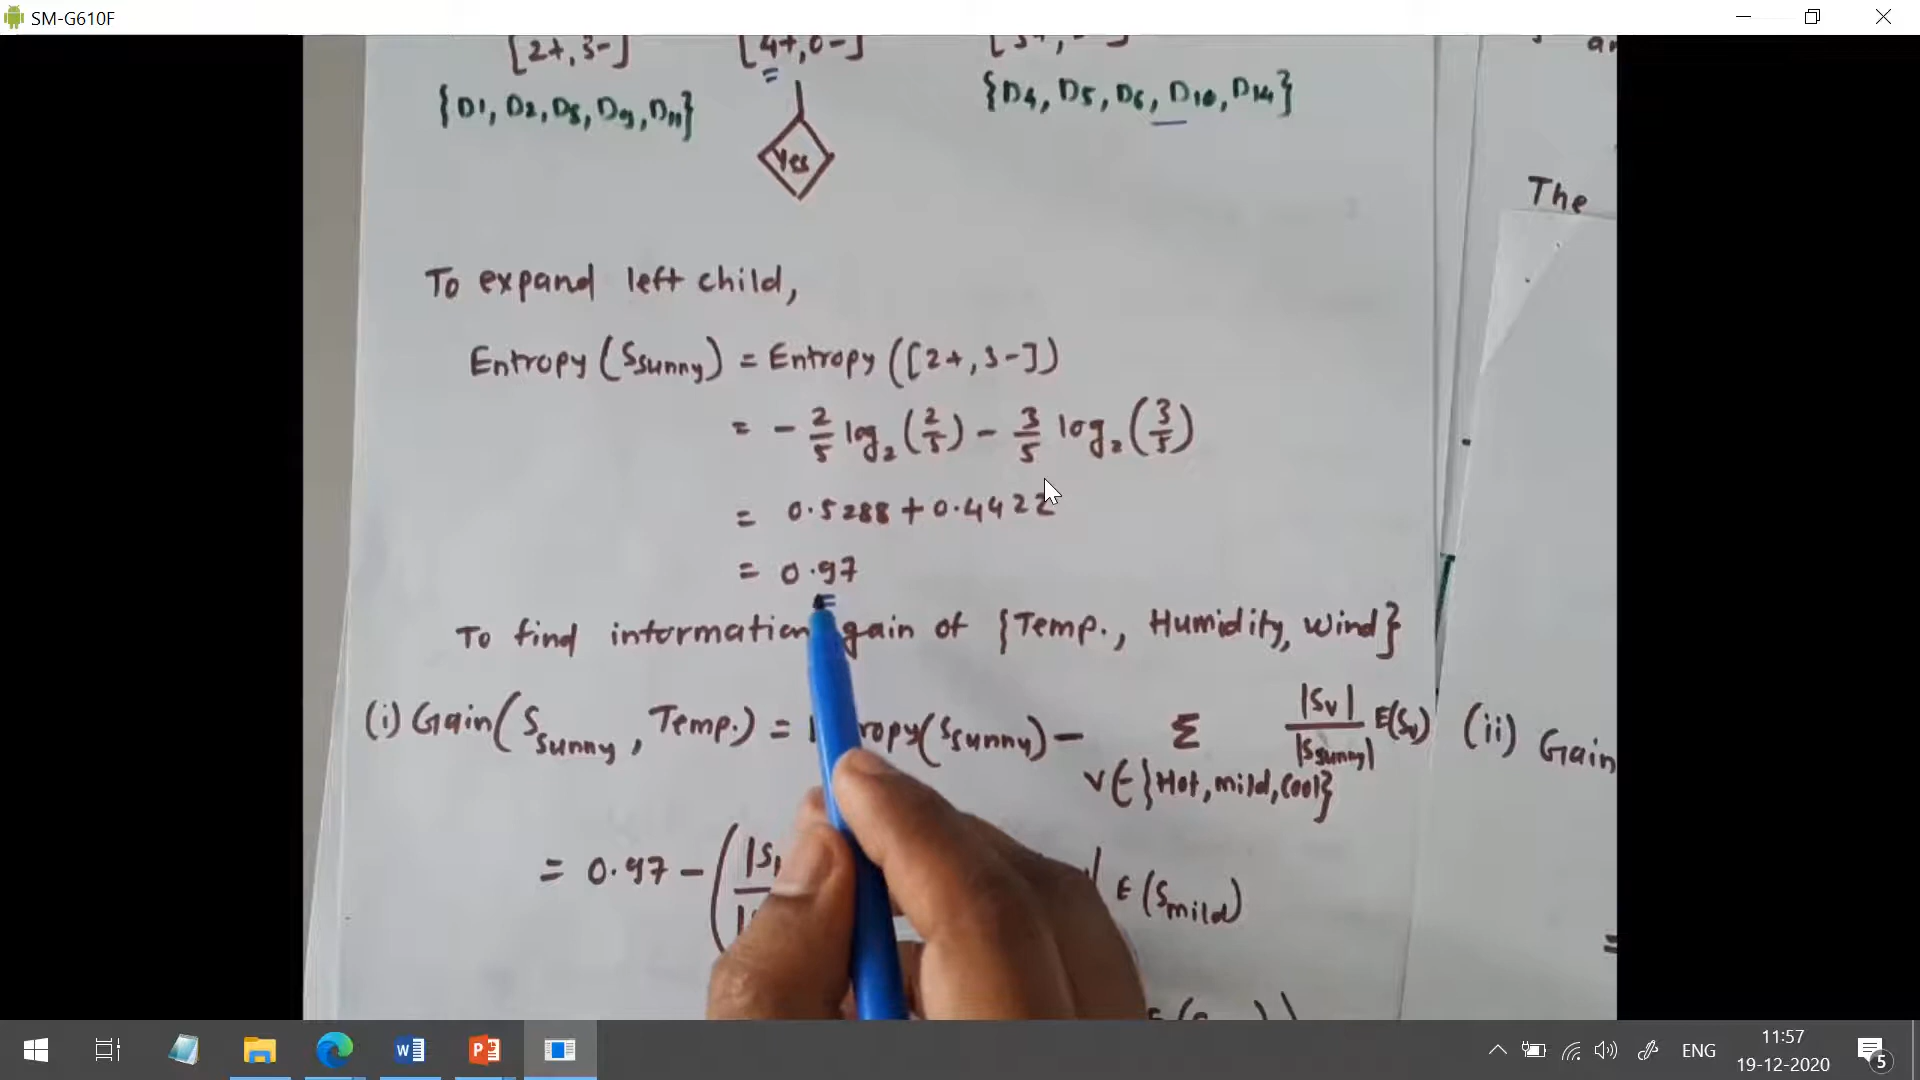 SM-G610F
[2+, 3-] [4+, 0-]
{D1, D2, D8, D9, D11} {D4, D5, D6, D10, D14}
Yes
The
To expand left child,
Entropy (Ssunny) = Entropy ([2+, 3-])
= - 2/5 log2 (2/5) - 3/5 log2 (3/5)
= 0.5288 + 0.4422
= 0.97
To find information gain of {Temp., Humidity, Wind}
(i) Gain(Ssunny, Temp.) = Entropy(Ssunny) - Σ |Sv|/|Ssunny| E(Sv) (ii) Gain
v ∈ {Hot, mild, cool}
= 0.97 - ( E(Smild)
=
ENG
11:57
19-12-2020
5